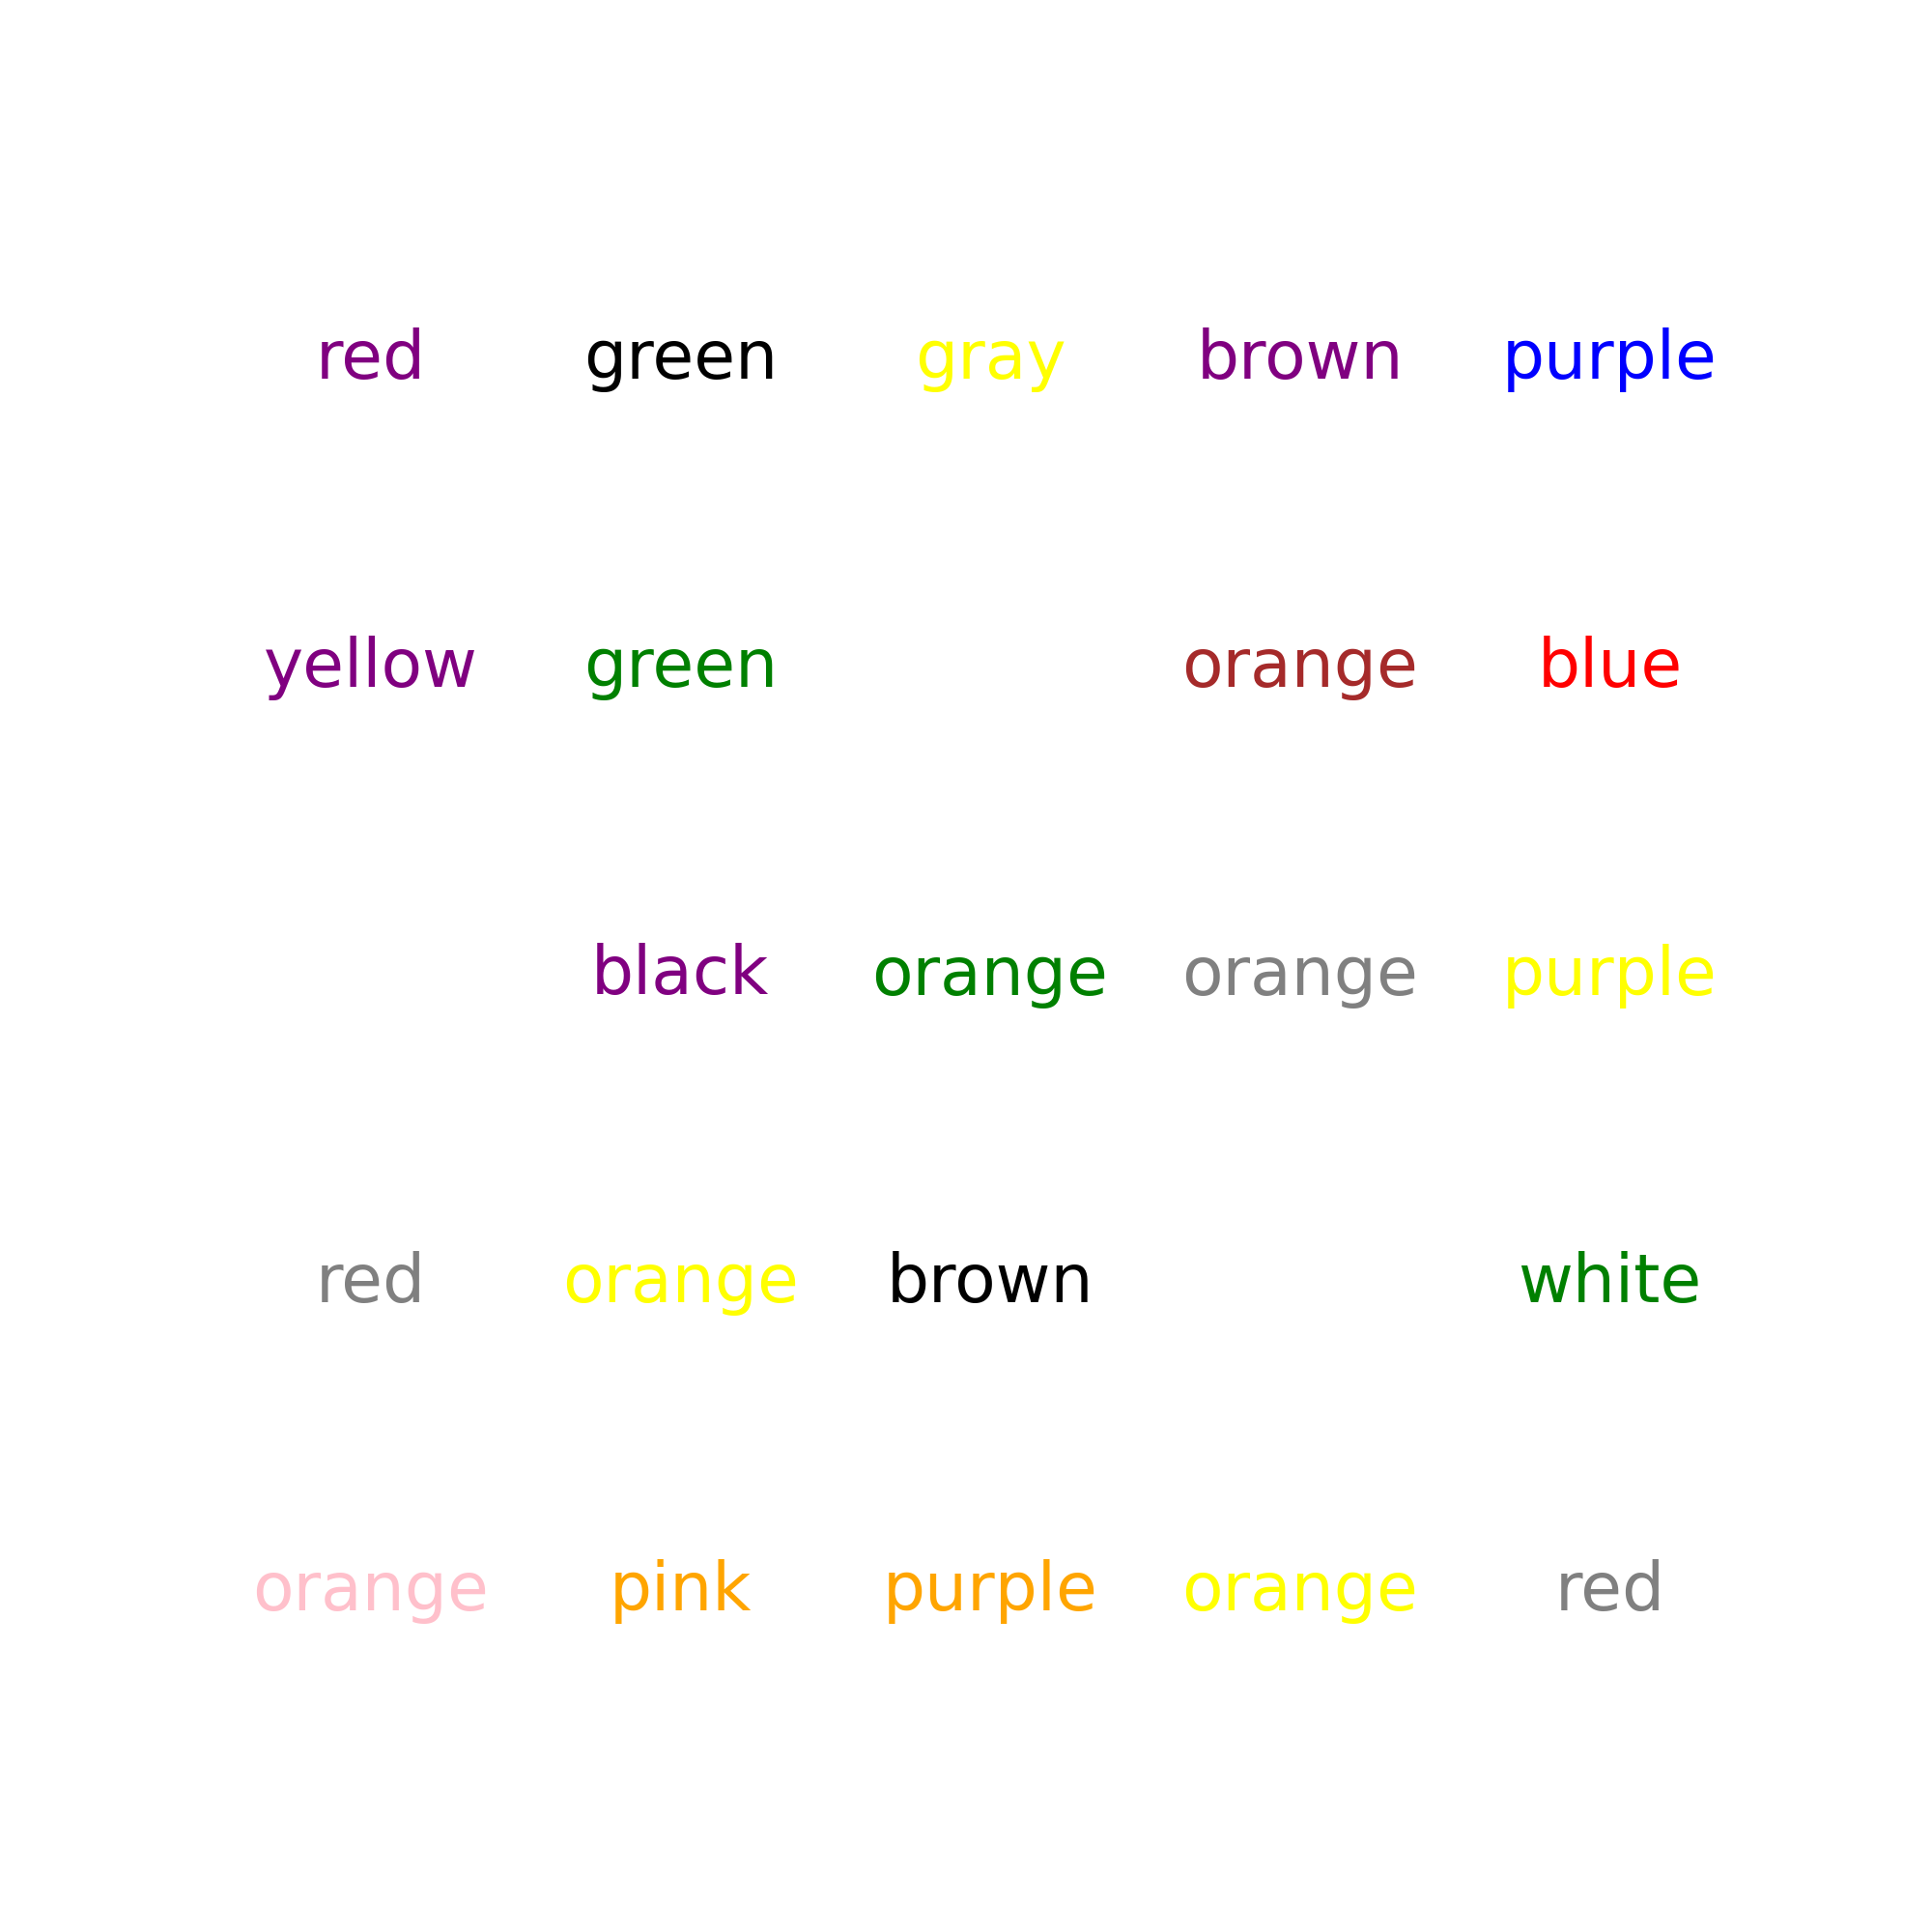 red green gray brown purple
yellow green orange blue
black orange orange purple
red orange brown white
orange pink purple orange red